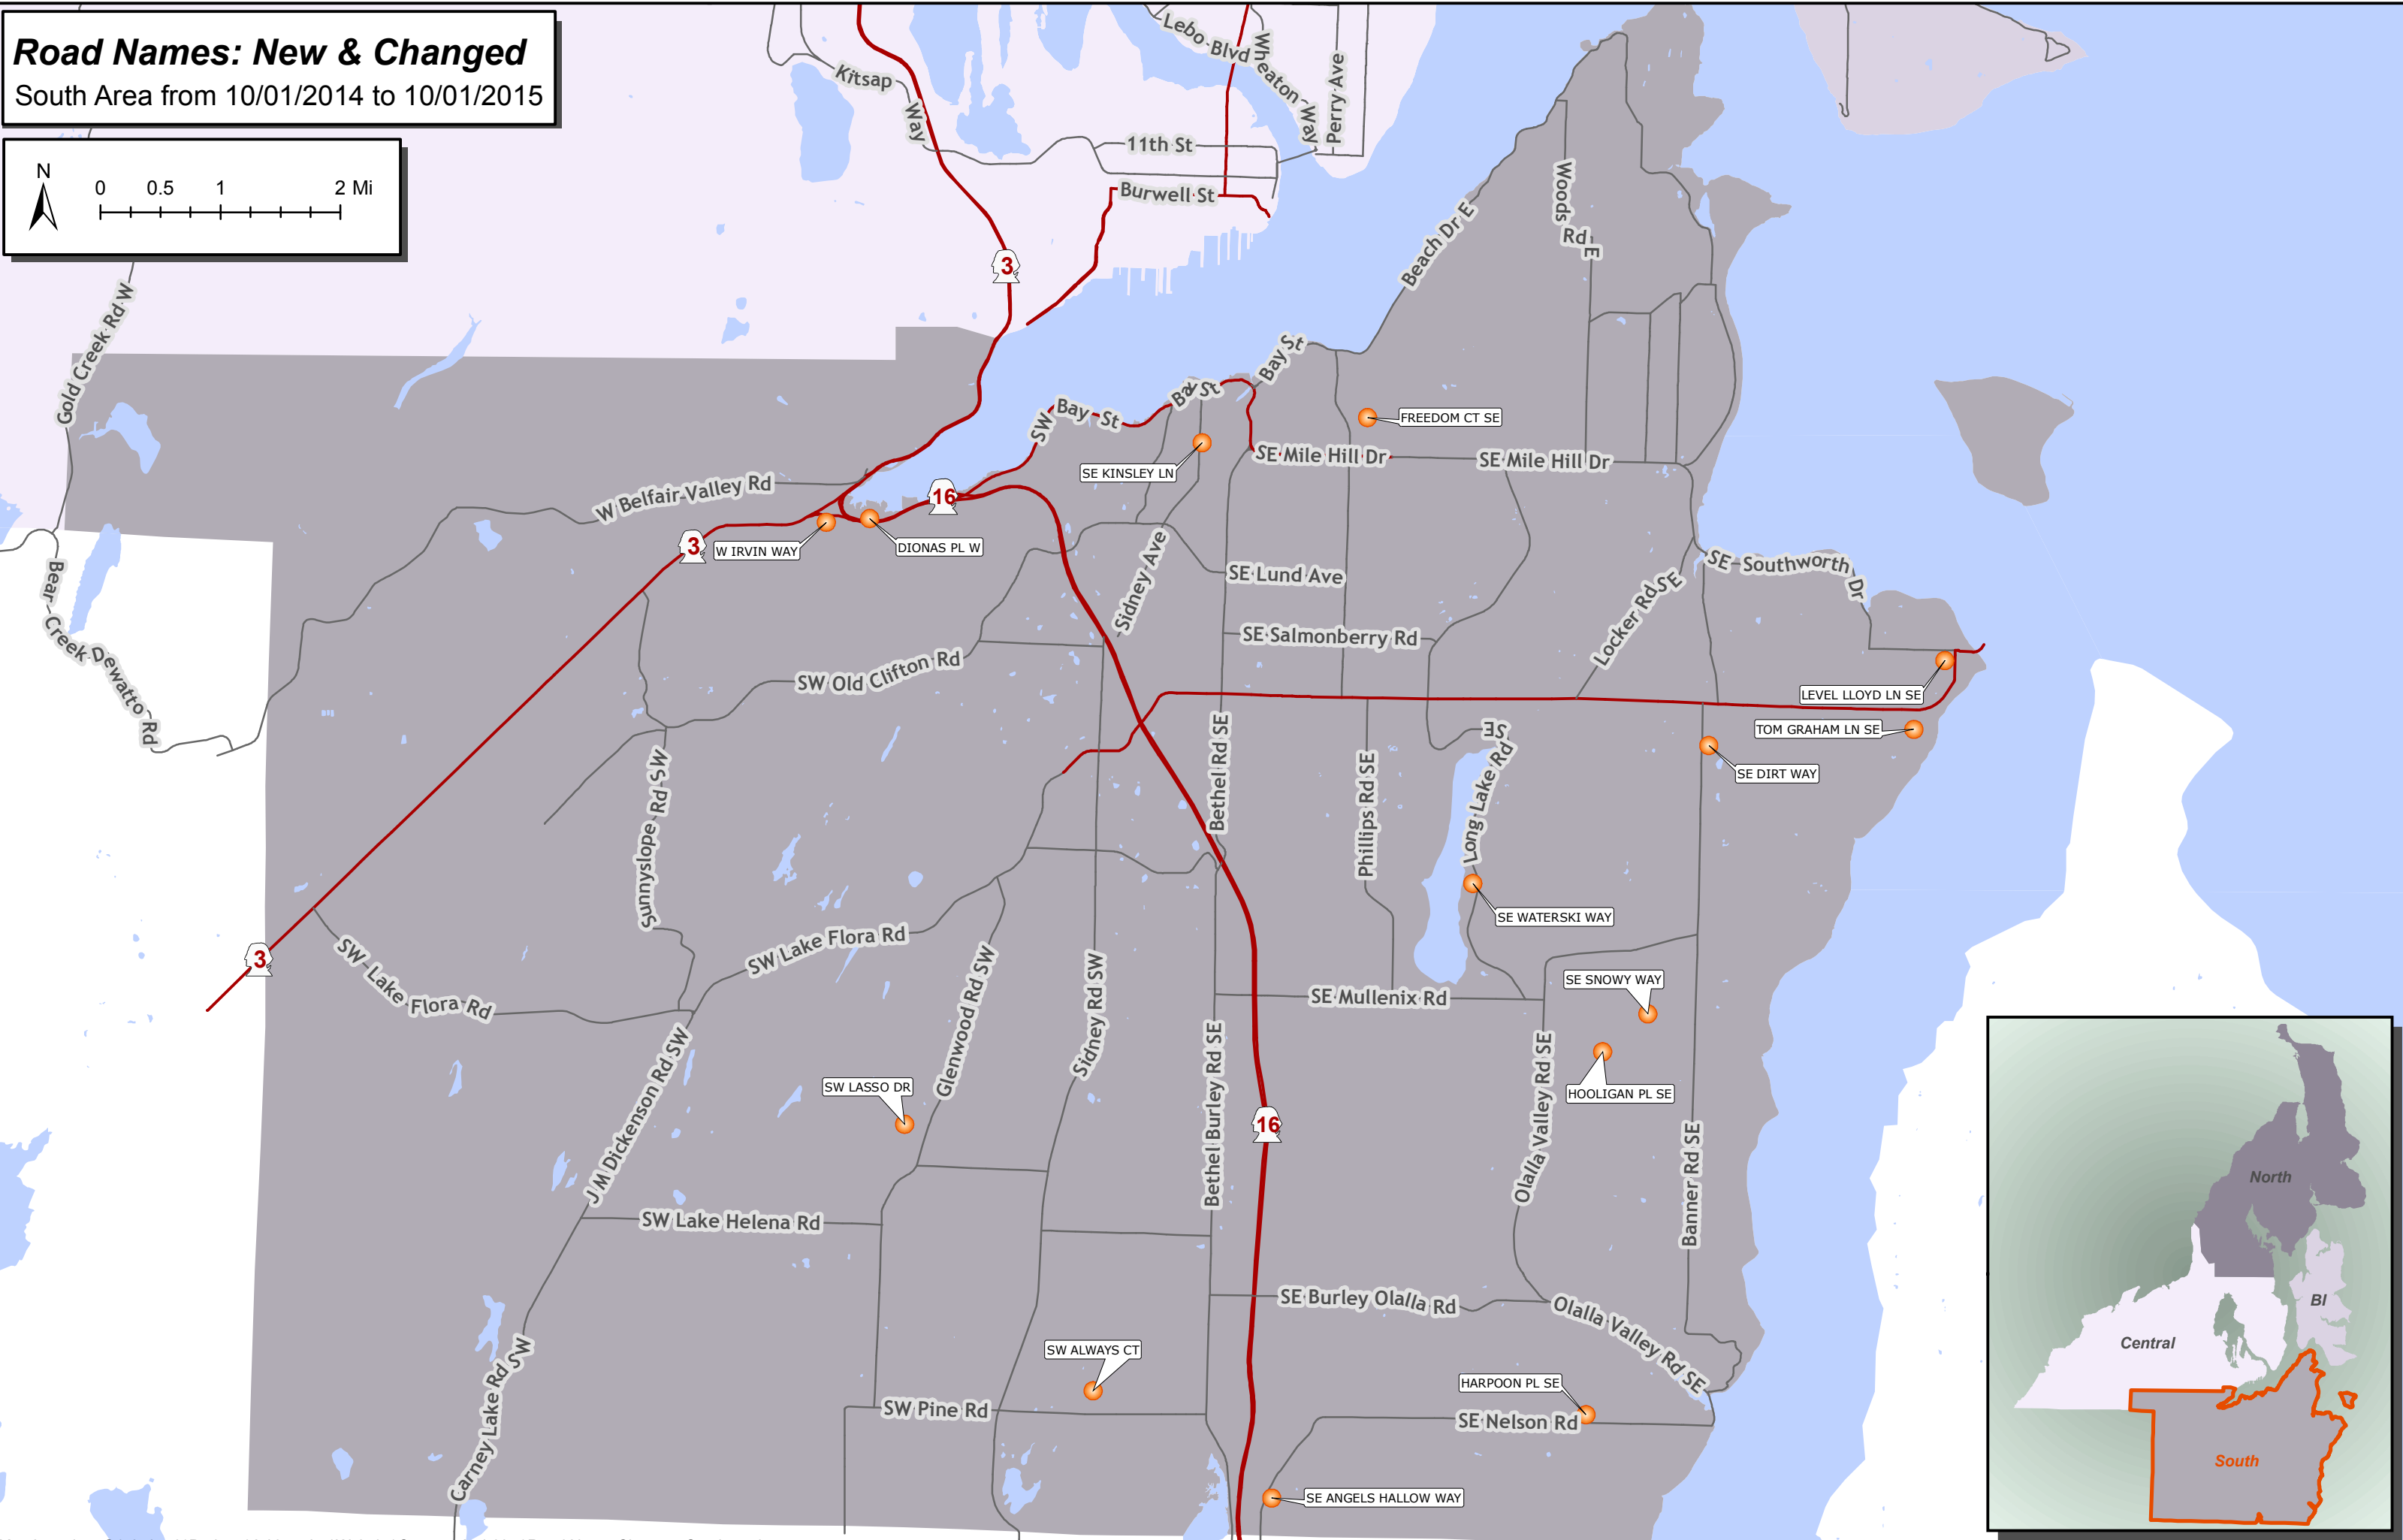 Road Names: New & Changed
South Area from 10/01/2014 to 10/01/2015
N
0 0.5 1 2 Mi
Lebo Blvd
Wheaton Way
Perry Ave
Kitsap Way
11th St
Burwell St
3
Woods Rd E
Beach Dr E
Gold Creek Rd W
Bay St
Bay St
SW Bay St
FREEDOM CT SE
SE KINSLEY LN
SE Mile Hill Dr
SE Mile Hill Dr
W Belfair Valley Rd
16
3
W IRVIN WAY
DIONAS PL W
Sidney Ave
SE Lund Ave
SE Southworth Dr
Bear Creek Dewatto Rd
SE Salmonberry Rd
Locker Rd SE
SW Old Clifton Rd
LEVEL LLOYD LN SE
TOM GRAHAM LN SE
SE DIRT WAY
Bethel Rd SE
Phillips Rd SE
Long Lake Rd SE
Sunnyslope Rd SW
SE WATERSKI WAY
3
SW Lake Flora Rd
SW Lake Flora Rd
Glenwood Rd SW
Sidney Rd SW
SE SNOWY WAY
SE Mullenix Rd
HOOLIGAN PL SE
SW LASSO DR
J M Dickenson Rd SW
Bethel Burley Rd SE
16
Olalla Valley Rd SE
Banner Rd SE
SW Lake Helena Rd
SE Burley Olalla Rd
Olalla Valley Rd SE
SW ALWAYS CT
HARPOON PL SE
Carney Lake Rd SW
SW Pine Rd
SE Nelson Rd
SE ANGELS HALLOW WAY
North
BI
Central
South